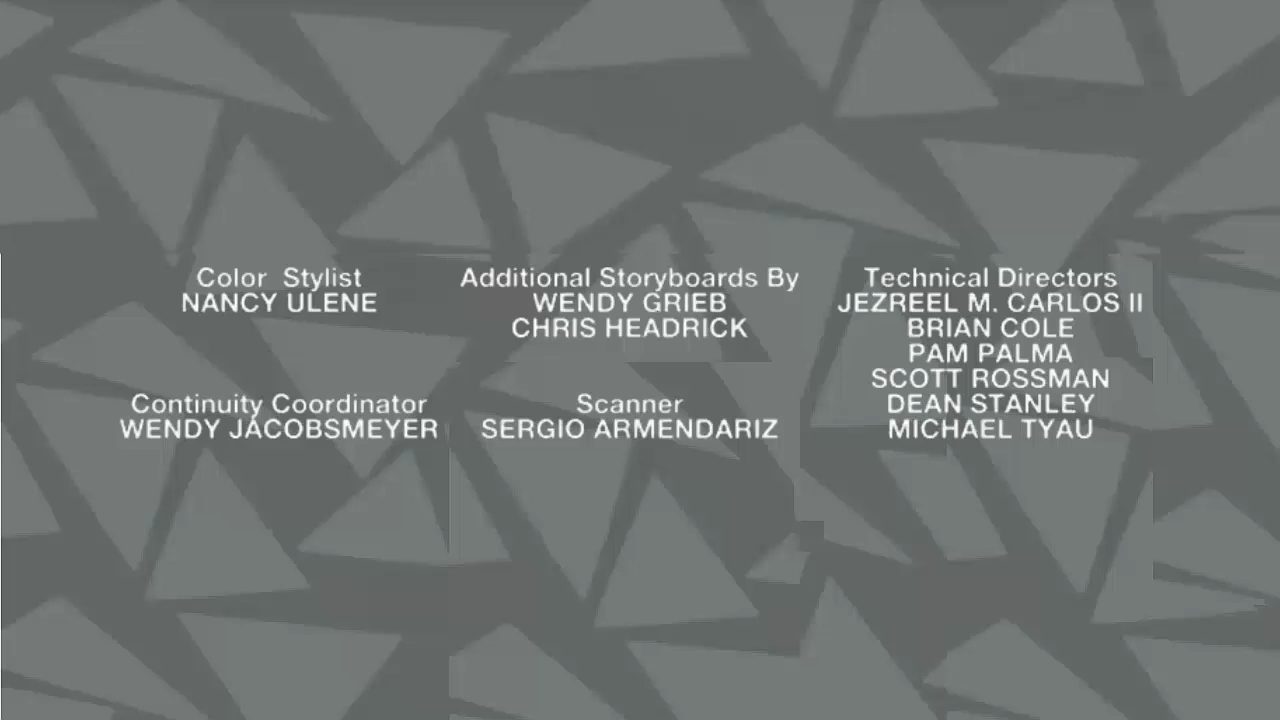 Color  Stylist
NANCY ULENE
Continuity Coordinator
WENDY JACOBSMEYER
Additional Storyboards By
WENDY GRIEB
CHRIS HEADRICK
Scanner
SERGIO ARMENDARIZ
Technical Directors
JEZREEL M. CARLOS II
BRIAN COLE
PAM PALMA
SCOTT ROSSMAN
DEAN STANLEY
MICHAEL TYAU